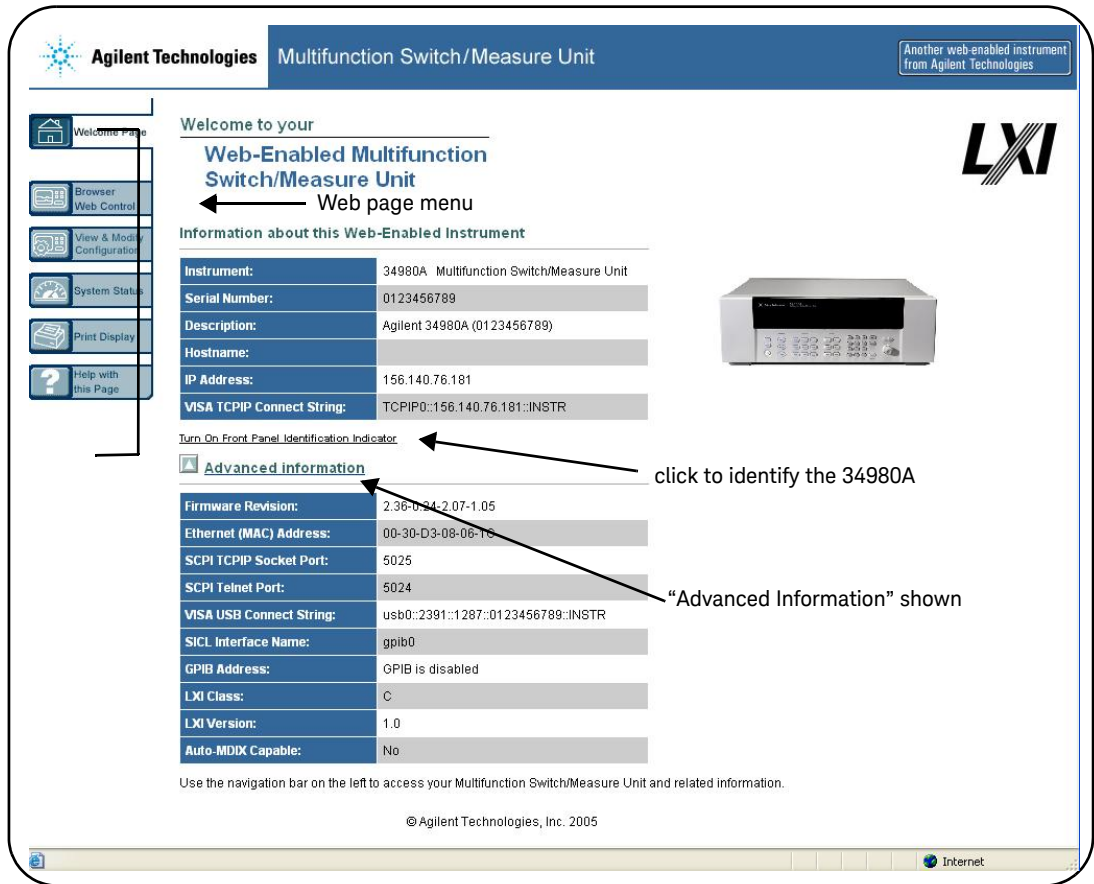 Agilent Technologies
Multifunction Switch/Measure Unit
Another web-enabled instrument
from Agilent Technologies
Welcome Page
Browser
Web Control
View & Modify
Configuration
System Status
Print Display
Help with
this Page
Welcome to your
Web-Enabled Multifunction
Switch/Measure Unit
Web page menu
LXI
Information about this Web-Enabled Instrument
Instrument: 34980A Multifunction Switch/Measure Unit
Serial Number: 0123456789
Description: Agilent 34980A (0123456789)
Hostname:
IP Address: 156.140.76.181
VISA TCPIP Connect String: TCPIP0::156.140.76.181::INSTR
Turn On Front Panel Identification Indicator
click to identify the 34980A
Advanced information
Firmware Revision: 2.36-0.24-2.07-1.05
Ethernet (MAC) Address:
SCPI TCPIP Socket Port: 5025
SCPI Telnet Port: 5024
"Advanced Information" shown
VISA USB Connect String: usb0::2391::1287::0123456789::INSTR
SICL Interface Name: gpib0
GPIB Address: GPIB is disabled
LXI Class: C
LXI Version: 1.0
Auto-MDIX Capable: No
Use the navigation bar on the left to access your Multifunction Switch/Measure Unit and related information.
© Agilent Technologies, Inc. 2005
Internet